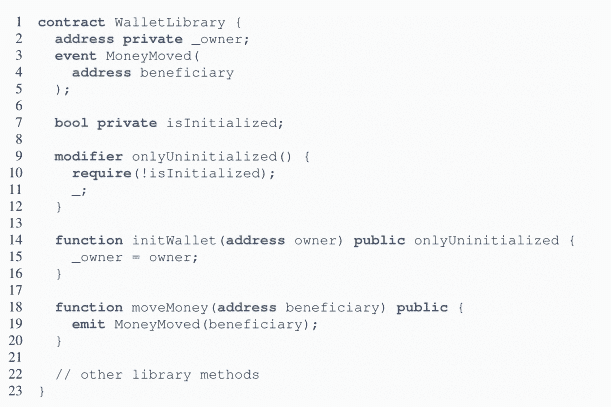 1 contract WalletLibrary {
2 address private _owner;
3 event MoneyMoved(
4 address beneficiary
5 );
6
7 bool private isInitialized;
8
9 modifier onlyUninitialized() {
10 require(!isInitialized);
11 _;
12 }
13
14 function initWallet(address owner) public onlyUninitialized {
15 _owner = owner;
16 }
17
18 function moveMoney(address beneficiary) public {
19 emit MoneyMoved(beneficiary);
20 }
21
22 // other library methods
23 }